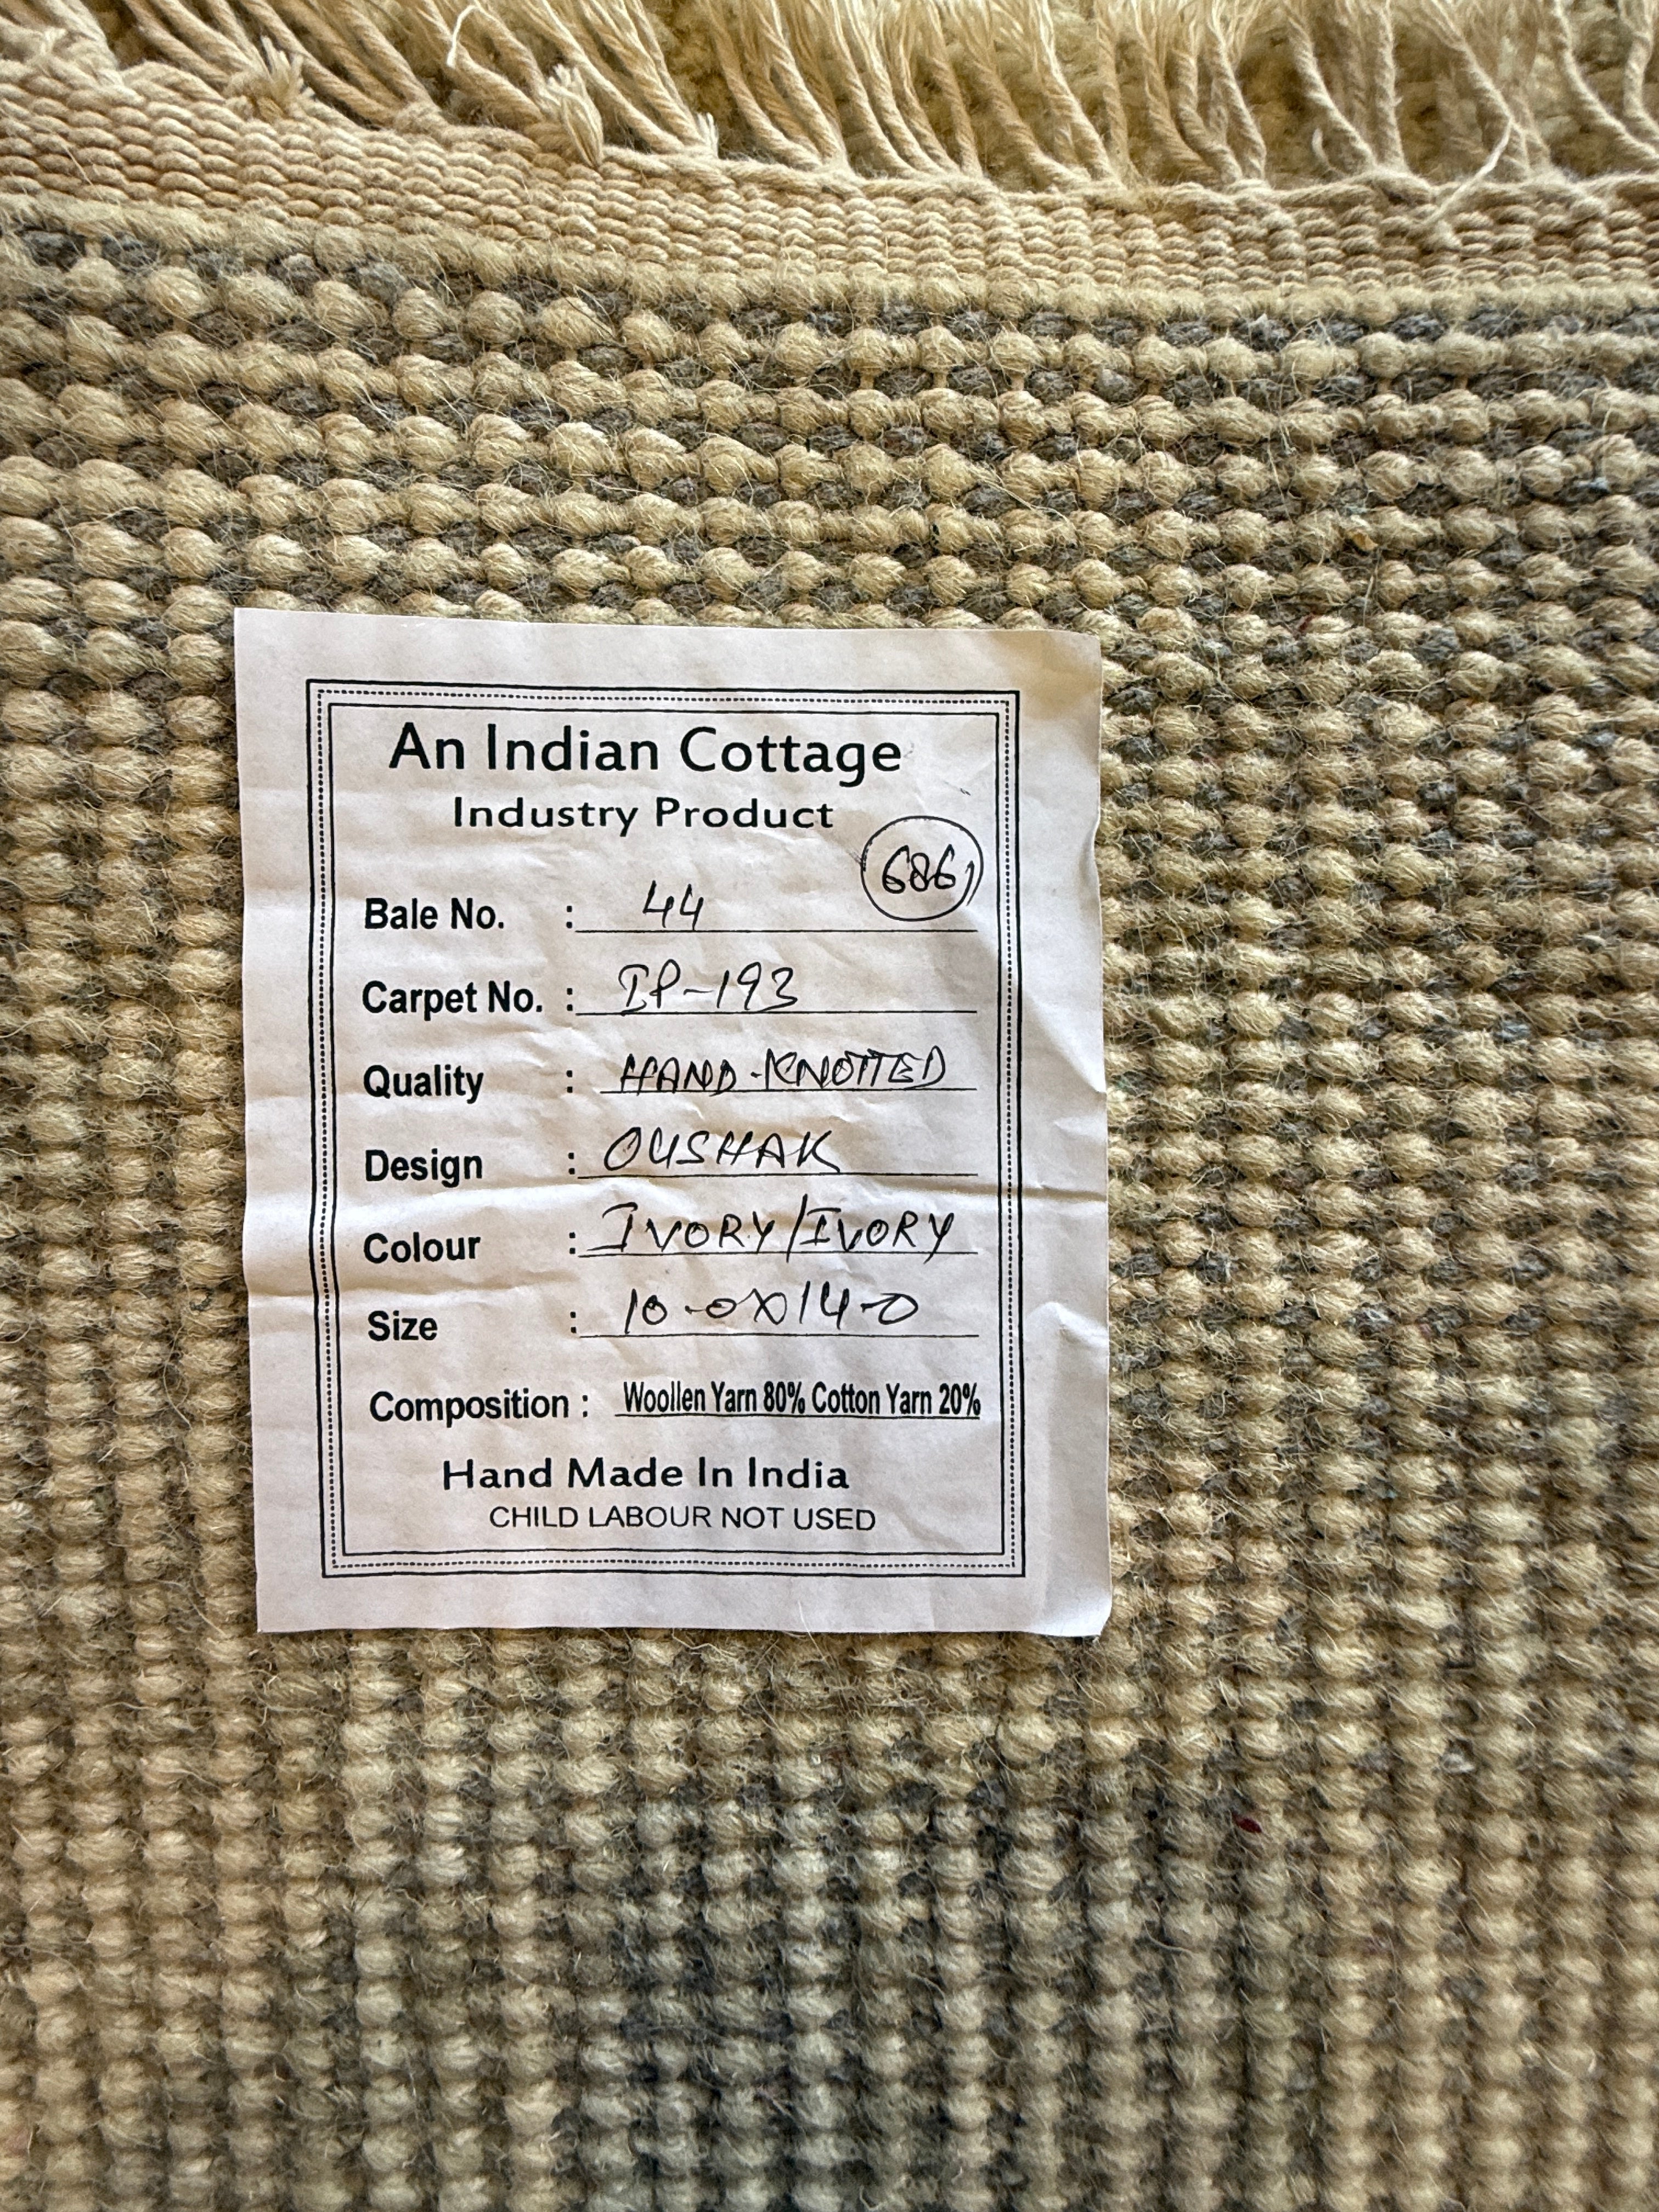 An Indian Cottage
Industry Product
6861
Bale No. : 44
Carpet No. : IP-193
Quality : HAND-KNOTTED
Design : OUSHAK
Colour : IVORY/IVORY
Size : 10-0X14-0
Composition : Woollen Yarn 80% Cotton Yarn 20%
Hand Made In India
CHILD LABOUR NOT USED